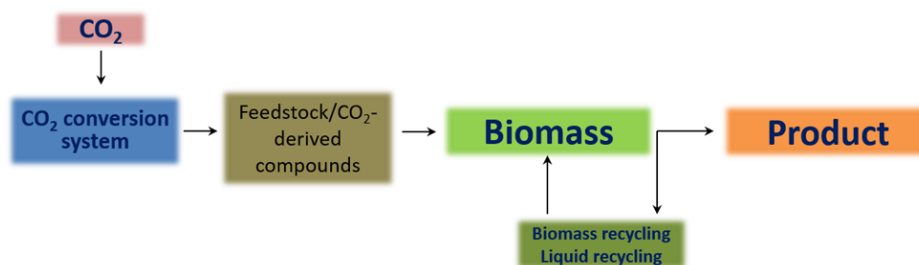 CO₂
CO₂ conversion
system
Feedstock/CO₂-
derived
compounds
Biomass
Product
Biomass recycling
Liquid recycling